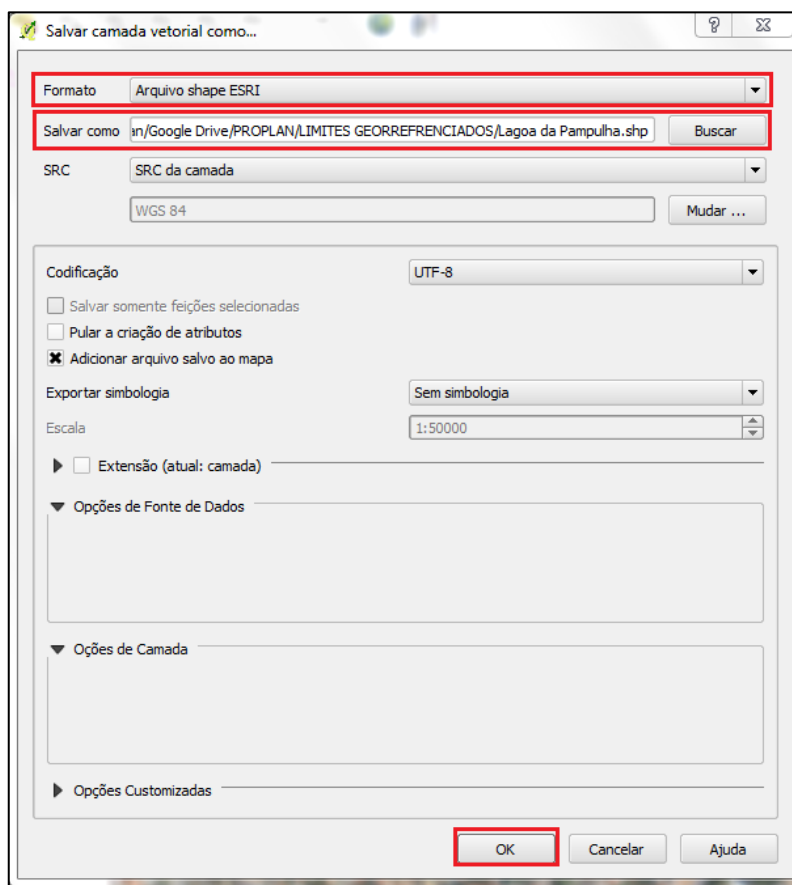 Salvar camada vetorial como...
Formato Arquivo shape ESRI
Salvar como an/Google Drive/PROPLAN/LIMITES GEORREFRENCIADOS/Lagoa da Pampulha.shp Buscar
SRC SRC da camada
WGS 84 Mudar ...
Codificação UTF-8
Salvar somente feições selecionadas
Pular a criação de atributos
Adicionar arquivo salvo ao mapa
Exportar simbologia Sem simbologia
Escala 1:50000
Extensão (atual: camada)
Opções de Fonte de Dados
Oções de Camada
Opções Customizadas
OK Cancelar Ajuda